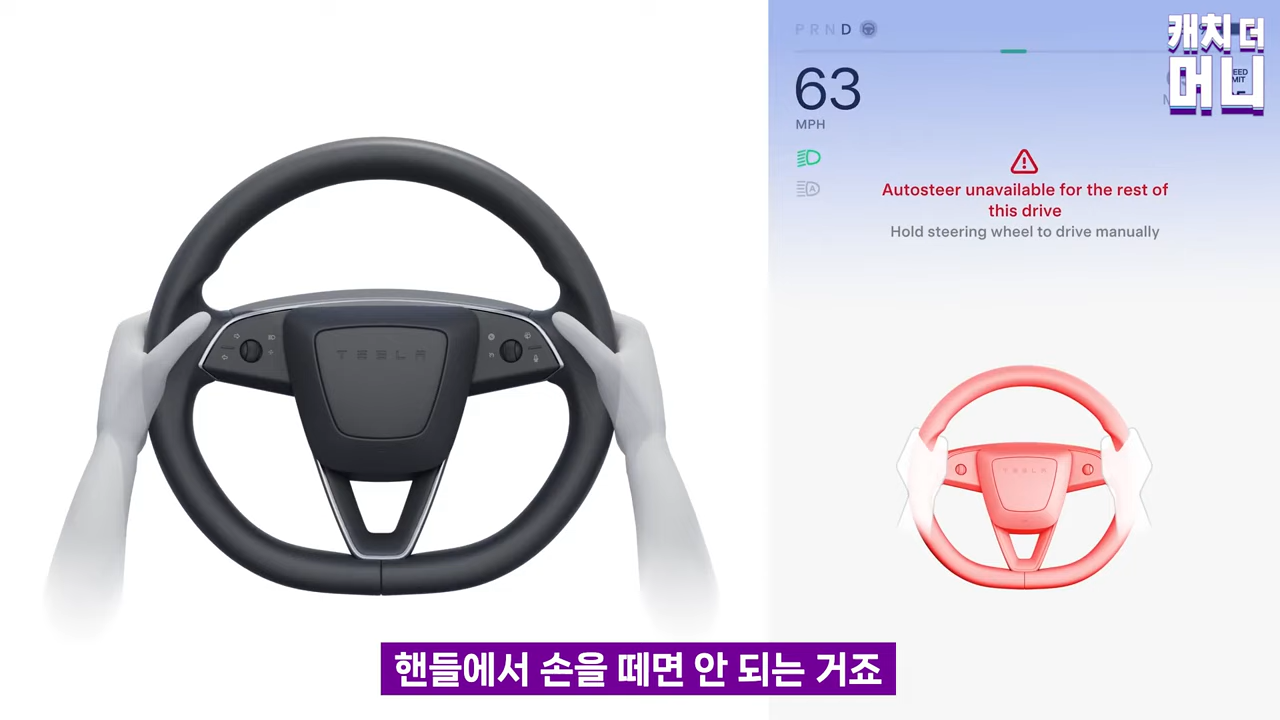 TESLA
P R N D
63
MPH
Autosteer unavailable for the rest of
this drive
Hold steering wheel to drive manually
TESLA
캐치 더
머니
핸들에서 손을 떼면 안 되는 거죠